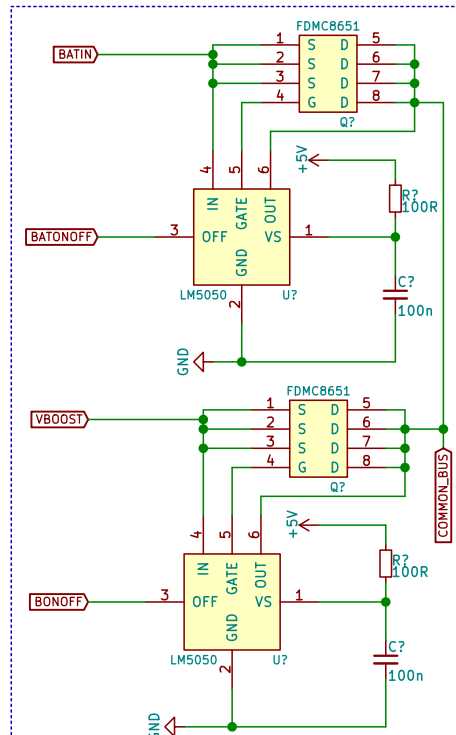 FDMC8651
BATIN
1 S D 5
2 S D 6
3 S D 7
4 G D 8
Q?
+5V
4 5 6
IN GATE OUT
R?
100R
BATONOFF
3 OFF VS 1
GND
C?
LM5050 U?
2
100n
GND
FDMC8651
VBOOST
1 S D 5
2 S D 6
3 S D 7
4 G D 8
Q?
COMMON_BUS
+5V
4 5 6
IN GATE OUT
R?
100R
BONOFF
3 OFF VS 1
GND
C?
LM5050 U?
2
100n
GND